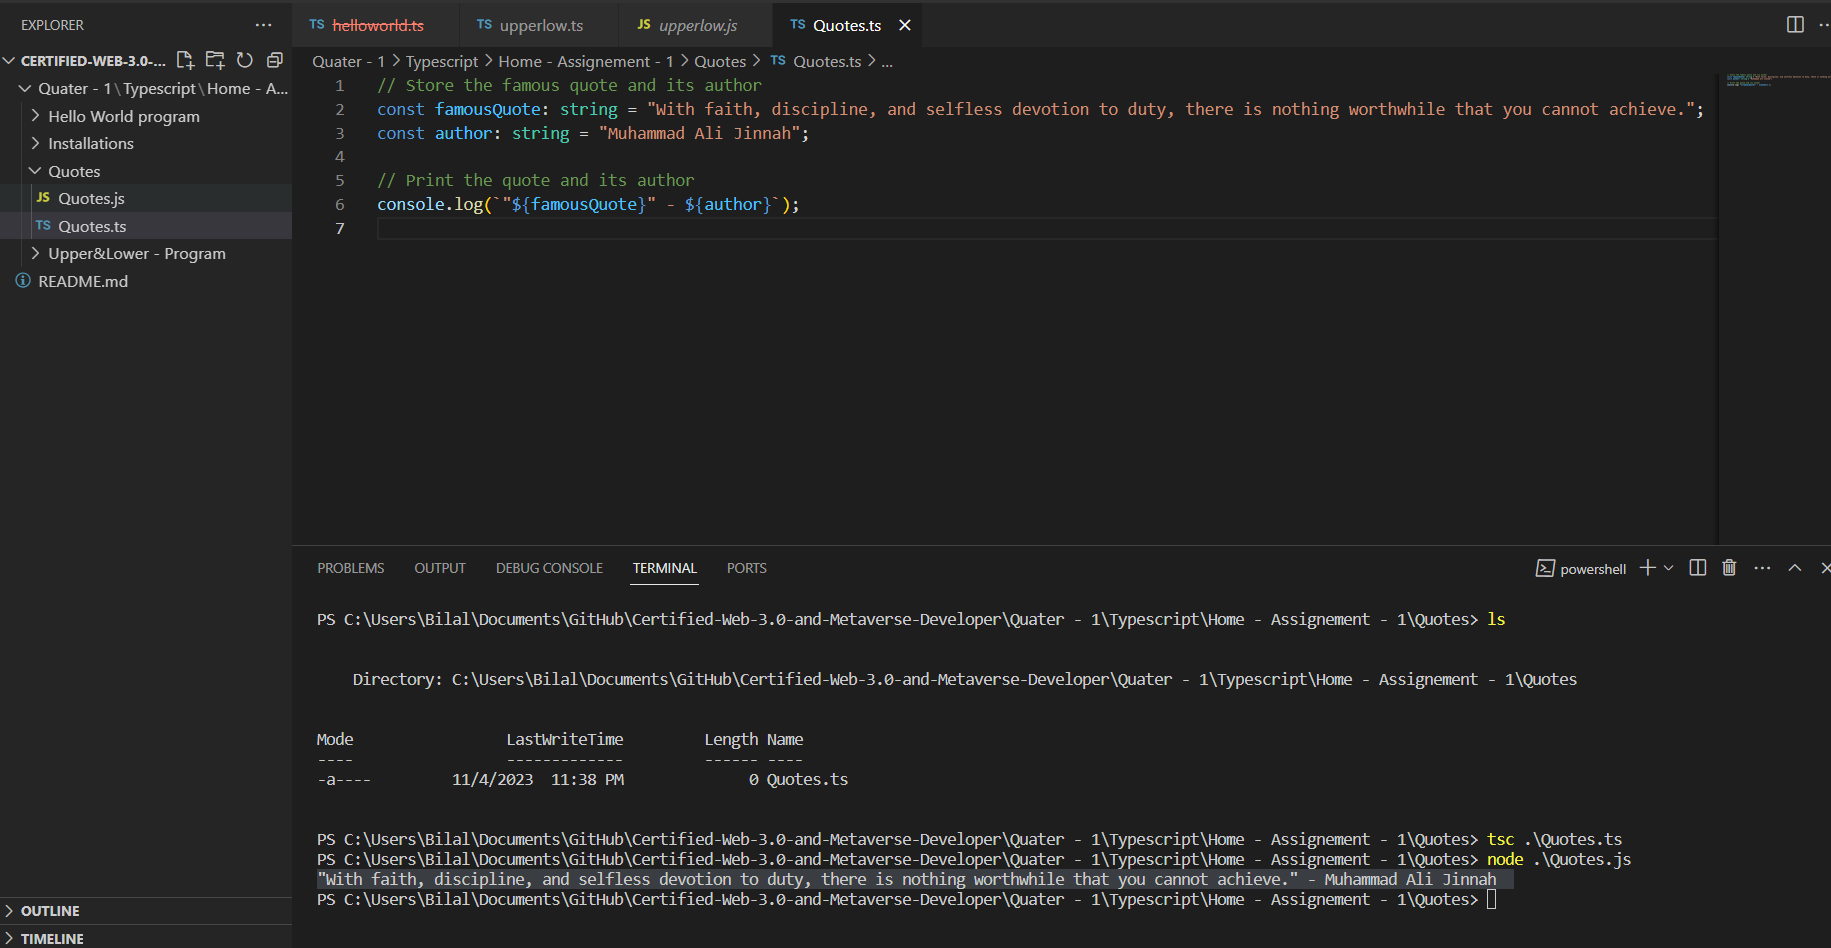 EXPLORER
CERTIFIED-WEB-3.0-...
Quater - 1\Typescript\Home - A...
Hello World program
Installations
Quotes
JS Quotes.js
TS Quotes.ts
Upper&Lower - Program
README.md
OUTLINE
TIMELINE
TS helloworld.ts
TS upperlow.ts
JS upperlow.js
TS Quotes.ts
Quater - 1 > Typescript > Home - Assignement - 1 > Quotes > TS Quotes.ts > ...
1 // Store the famous quote and its author
2 const famousQuote: string = "With faith, discipline, and selfless devotion to duty, there is nothing worthwhile that you cannot achieve.";
3 const author: string = "Muhammad Ali Jinnah";
4
5 // Print the quote and its author
6 console.log(`"${famousQuote}" - ${author}`);
7
PROBLEMS OUTPUT DEBUG CONSOLE TERMINAL PORTS
powershell
PS C:\Users\Bilal\Documents\GitHub\Certified-Web-3.0-and-Metaverse-Developer\Quater - 1\Typescript\Home - Assignement - 1\Quotes> ls
Directory: C:\Users\Bilal\Documents\GitHub\Certified-Web-3.0-and-Metaverse-Developer\Quater - 1\Typescript\Home - Assignement - 1\Quotes
Mode LastWriteTime Length Name
---- ------------- ------ ----
-a---- 11/4/2023 11:38 PM 0 Quotes.ts
PS C:\Users\Bilal\Documents\GitHub\Certified-Web-3.0-and-Metaverse-Developer\Quater - 1\Typescript\Home - Assignement - 1\Quotes> tsc .\Quotes.ts
PS C:\Users\Bilal\Documents\GitHub\Certified-Web-3.0-and-Metaverse-Developer\Quater - 1\Typescript\Home - Assignement - 1\Quotes> node .\Quotes.js
"With faith, discipline, and selfless devotion to duty, there is nothing worthwhile that you cannot achieve." - Muhammad Ali Jinnah
PS C:\Users\Bilal\Documents\GitHub\Certified-Web-3.0-and-Metaverse-Developer\Quater - 1\Typescript\Home - Assignement - 1\Quotes>